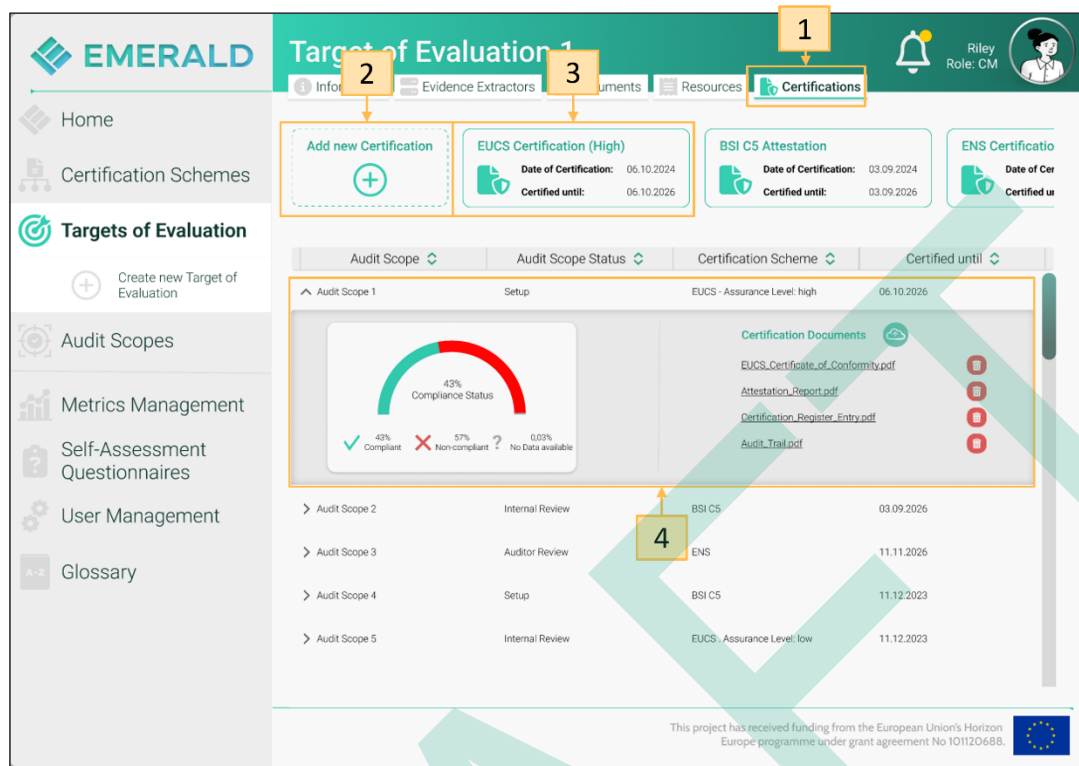 EMERALD
Home
Certification Schemes
Targets of Evaluation
Create new Target of
Evaluation
Audit Scopes
Metrics Management
Self-Assessment
Questionnaires
User Management
A-Z
Glossary
Target of Evaluation 1
1
Riley
Role: CM
2
3
Evidence Extractors
Resources
Certifications
Add new Certification
EUCS Certification (High)
Date of Certification: 06.10.2024
Certified until: 06.10.2026
BSI C5 Attestation
Date of Certification: 03.09.2024
Certified until: 03.09.2026
ENS Certificatio
Date of Cer
Certified un
Audit Scope Audit Scope Status Certification Scheme Certified until
Audit Scope 1 Setup EUCS - Assurance Level: high 06.10.2026
43%
Compliance Status
43% 57% ? 0,03%
Compliant Non-compliant No Data available
Certification Documents
EUCS_Certificate_of_Conformity.pdf
Attestation_Report.pdf
Certification_Register_Entry.pdf
Audit_Trail.pdf
Audit Scope 2 Internal Review BSI C5 03.09.2026
4
Audit Scope 3 Auditor Review ENS 11.11.2026
Audit Scope 4 Setup BSI C5 11.12.2023
Audit Scope 5 Internal Review EUCS . Assurance Level: low 11.12.2023
This project has received funding from the European Union's Horizon
Europe programme under grant agreement No 101120688.